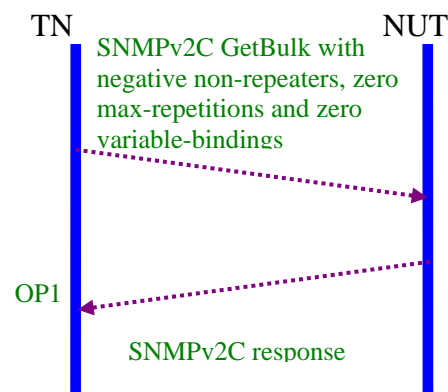 TN NUT
SNMPv2C GetBulk with
negative non-repeaters, zero
max-repetitions and zero
variable-bindings
OP1
SNMPv2C response